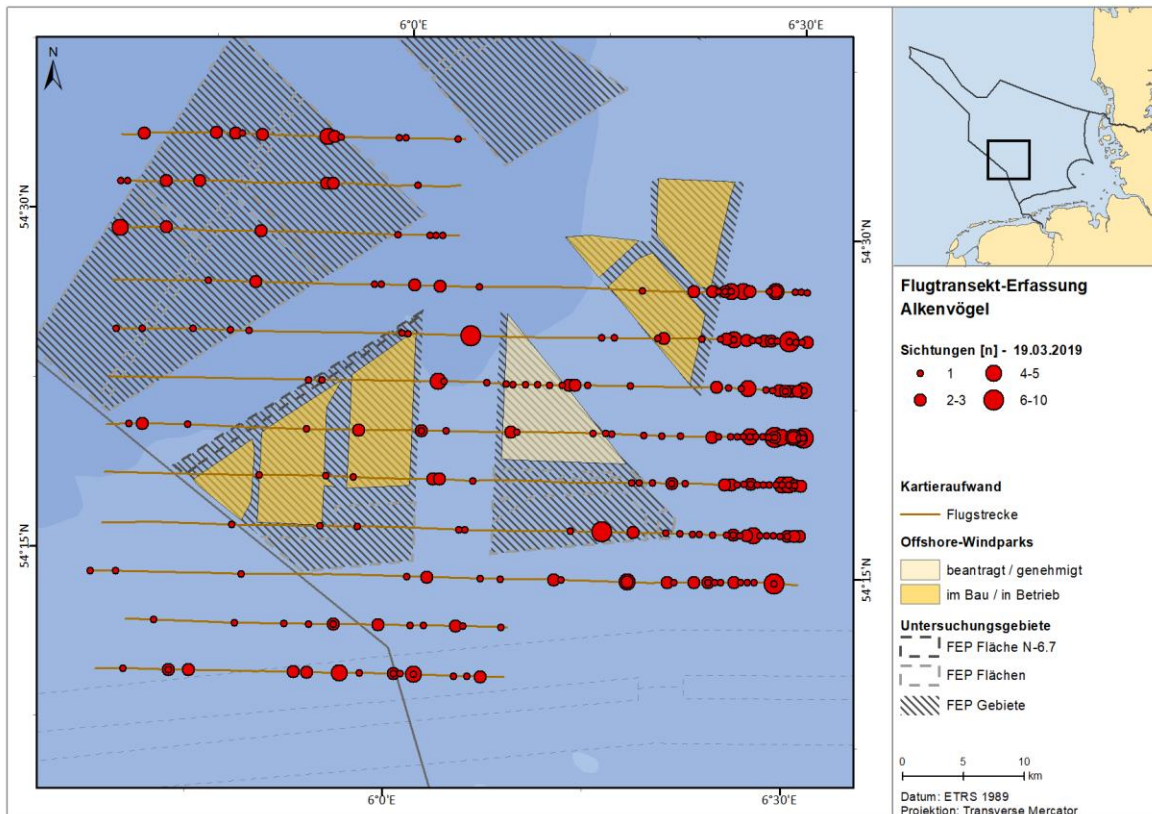 6°0'E
6°30'E
N
54°30'N
54°30'N
54°15'N
54°15'N
6°0'E
6°30'E
Flugtransekt-Erfassung
Alkenvögel
Sichtungen [n] - 19.03.2019
1
4-5
2-3
6-10
Kartieraufwand
Flugstrecke
Offshore-Windparks
beantragt / genehmigt
im Bau / in Betrieb
Untersuchungsgebiete
FEP Fläche N-6.7
FEP Flächen
FEP Gebiete
0 5 10
km
Datum: ETRS 1989
Projektion: Transverse Mercator